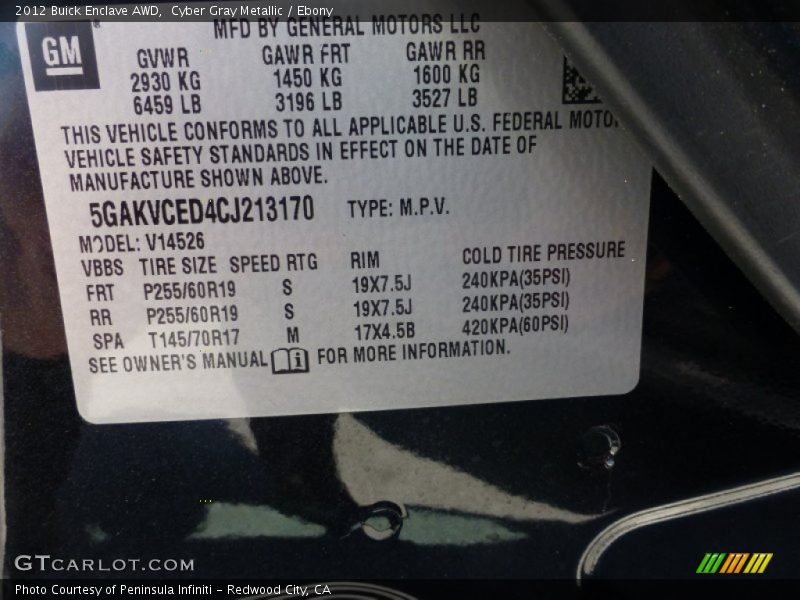 2012 Buick Enclave AWD, Cyber Gray Metallic / Ebony
MFD BY GENERAL MOTORS LLC
GM
GVWR GAWR FRT GAWR RR
2930 KG 1450 KG 1600 KG
6459 LB 3196 LB 3527 LB
THIS VEHICLE CONFORMS TO ALL APPLICABLE U.S. FEDERAL MOTO
VEHICLE SAFETY STANDARDS IN EFFECT ON THE DATE OF
MANUFACTURE SHOWN ABOVE.
5GAKVCED4CJ213170 TYPE: M.P.V.
MODEL: V14526
VBBS TIRE SIZE SPEED RTG RIM COLD TIRE PRESSURE
FRT P255/60R19 S 19X7.5J 240KPA(35PSI)
RR P255/60R19 S 19X7.5J 240KPA(35PSI)
SPA T145/70R17 M 17X4.5B 420KPA(60PSI)
SEE OWNER'S MANUAL i FOR MORE INFORMATION.
GTCARLOT.COM
Photo Courtesy of Peninsula Infiniti - Redwood City, CA